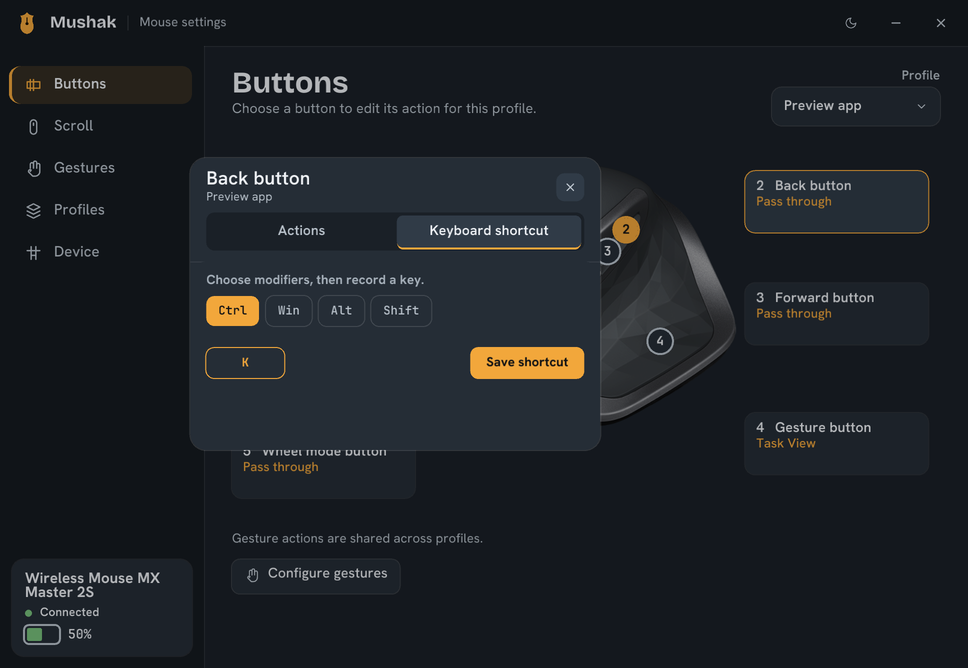 Mushak
Mouse settings
Buttons
Scroll
Gestures
Profiles
Device
Wireless Mouse MX
Master 2S
Connected
50%
Buttons
Choose a button to edit its action for this profile.
Profile
Preview app
Back button
Preview app
Actions
Keyboard shortcut
Choose modifiers, then record a key.
Ctrl
Win
Alt
Shift
K
Save shortcut
2
3
4
2 Back button
Pass through
3 Forward button
Pass through
4 Gesture button
Task View
5 Wheel mode button
Pass through
Gesture actions are shared across profiles.
Configure gestures